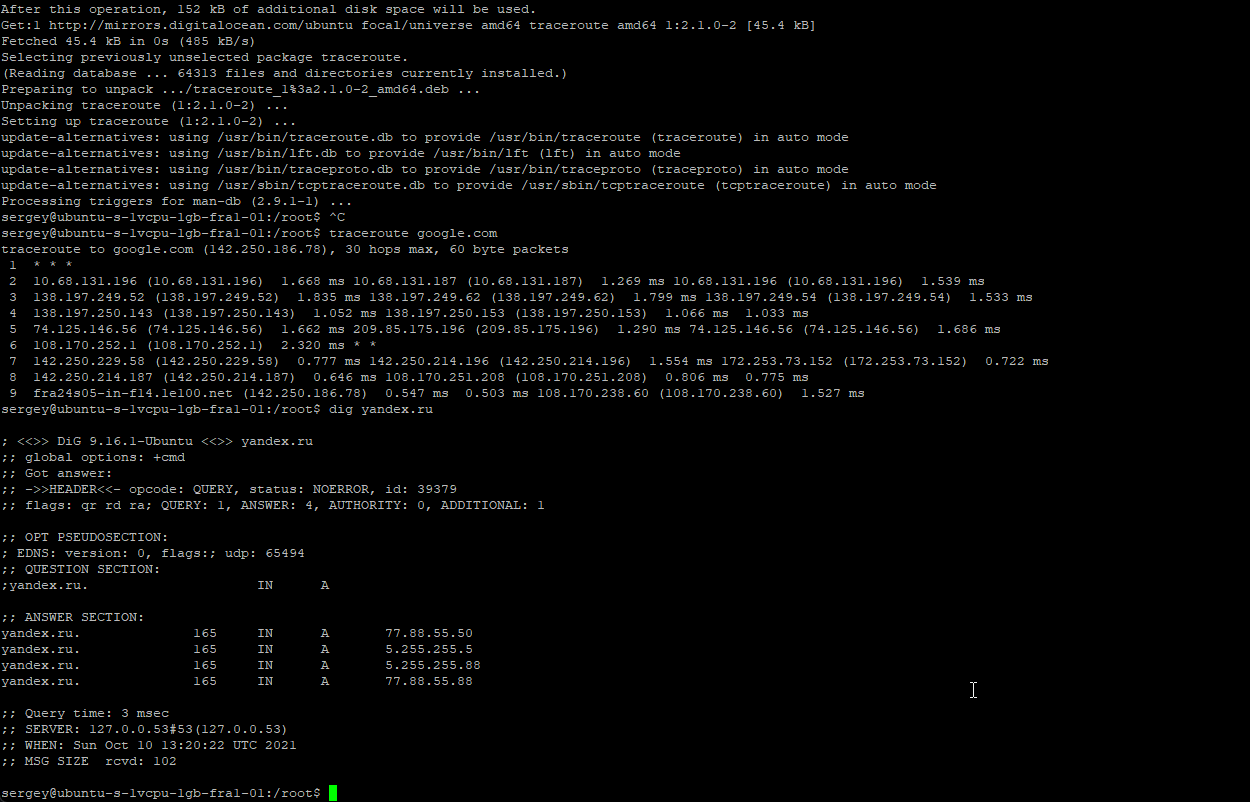 After this operation, 152 kB of additional disk space will be used.
Get:1 http://mirrors.digitalocean.com/ubuntu focal/universe amd64 traceroute amd64 1:2.1.0-2 [45.4 kB]
Fetched 45.4 kB in 0s (485 kB/s)
Selecting previously unselected package traceroute.
(Reading database ... 64313 files and directories currently installed.)
Preparing to unpack .../traceroute_1%3a2.1.0-2_amd64.deb ...
Unpacking traceroute (1:2.1.0-2) ...
Setting up traceroute (1:2.1.0-2) ...
update-alternatives: using /usr/bin/traceroute.db to provide /usr/bin/traceroute (traceroute) in auto mode
update-alternatives: using /usr/bin/lft.db to provide /usr/bin/lft (lft) in auto mode
update-alternatives: using /usr/bin/traceproto.db to provide /usr/bin/traceproto (traceproto) in auto mode
update-alternatives: using /usr/sbin/tcptraceroute.db to provide /usr/sbin/tcptraceroute (tcptraceroute) in auto mode
Processing triggers for man-db (2.9.1-1) ...
sergey@ubuntu-s-1vcpu-1gb-fra1-01:/root$ ^C
sergey@ubuntu-s-1vcpu-1gb-fra1-01:/root$ traceroute google.com
traceroute to google.com (142.250.186.78), 30 hops max, 60 byte packets
 1  * * *
 2  10.68.131.196 (10.68.131.196)  1.668 ms 10.68.131.187 (10.68.131.187)  1.269 ms 10.68.131.196 (10.68.131.196)  1.539 ms
 3  138.197.249.52 (138.197.249.52)  1.835 ms 138.197.249.62 (138.197.249.62)  1.799 ms 138.197.249.54 (138.197.249.54)  1.533 ms
 4  138.197.250.143 (138.197.250.143)  1.052 ms 138.197.250.153 (138.197.250.153)  1.066 ms  1.033 ms
 5  74.125.146.56 (74.125.146.56)  1.662 ms 209.85.175.196 (209.85.175.196)  1.290 ms 74.125.146.56 (74.125.146.56)  1.686 ms
 6  108.170.252.1 (108.170.252.1)  2.320 ms * *
 7  142.250.229.58 (142.250.229.58)  0.777 ms 142.250.214.196 (142.250.214.196)  1.554 ms 172.253.73.152 (172.253.73.152)  0.722 ms
 8  142.250.214.187 (142.250.214.187)  0.646 ms 108.170.251.208 (108.170.251.208)  0.806 ms  0.775 ms
 9  fra24s05-in-f14.1e100.net (142.250.186.78)  0.547 ms  0.503 ms 108.170.238.60 (108.170.238.60)  1.527 ms
sergey@ubuntu-s-1vcpu-1gb-fra1-01:/root$ dig yandex.ru
; <<>> DiG 9.16.1-Ubuntu <<>> yandex.ru
;; global options: +cmd
;; Got answer:
;; ->>HEADER<<- opcode: QUERY, status: NOERROR, id: 39379
;; flags: qr rd ra; QUERY: 1, ANSWER: 4, AUTHORITY: 0, ADDITIONAL: 1
;; OPT PSEUDOSECTION:
; EDNS: version: 0, flags:; udp: 65494
;; QUESTION SECTION:
;yandex.ru.                     IN      A
;; ANSWER SECTION:
yandex.ru.              165     IN      A       77.88.55.50
yandex.ru.              165     IN      A       5.255.255.5
yandex.ru.              165     IN      A       5.255.255.88
yandex.ru.              165     IN      A       77.88.55.88
;; Query time: 3 msec
;; SERVER: 127.0.0.53#53(127.0.0.53)
;; WHEN: Sun Oct 10 13:20:22 UTC 2021
;; MSG SIZE  rcvd: 102
sergey@ubuntu-s-1vcpu-1gb-fra1-01:/root$